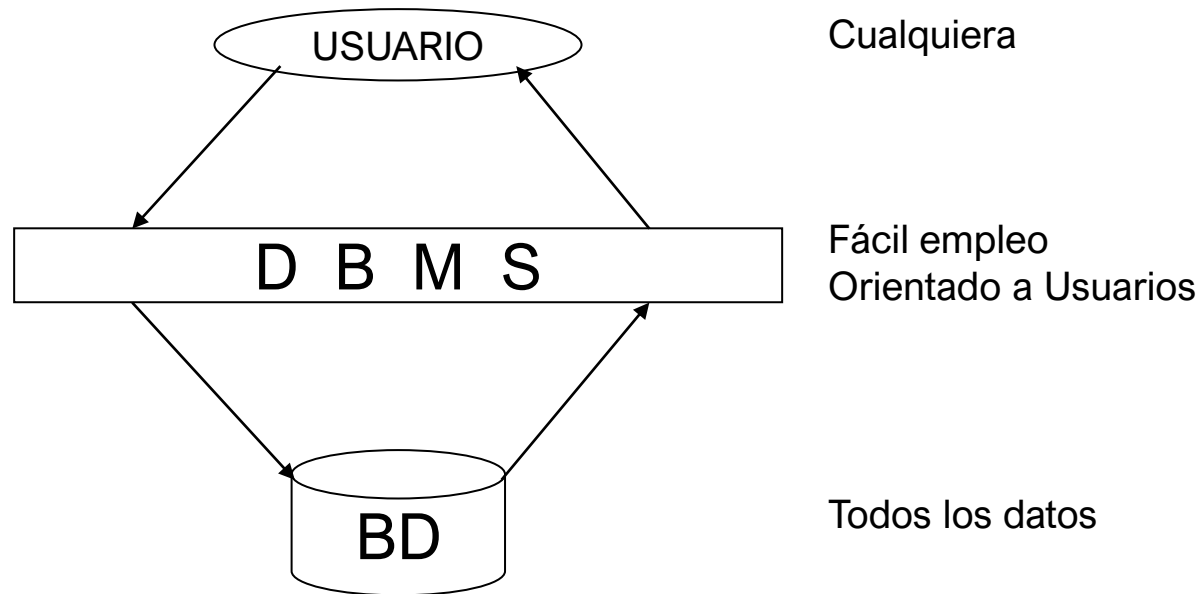 USUARIO
Cualquiera
D B M S
Fácil empleo
Orientado a Usuarios
BD
Todos los datos